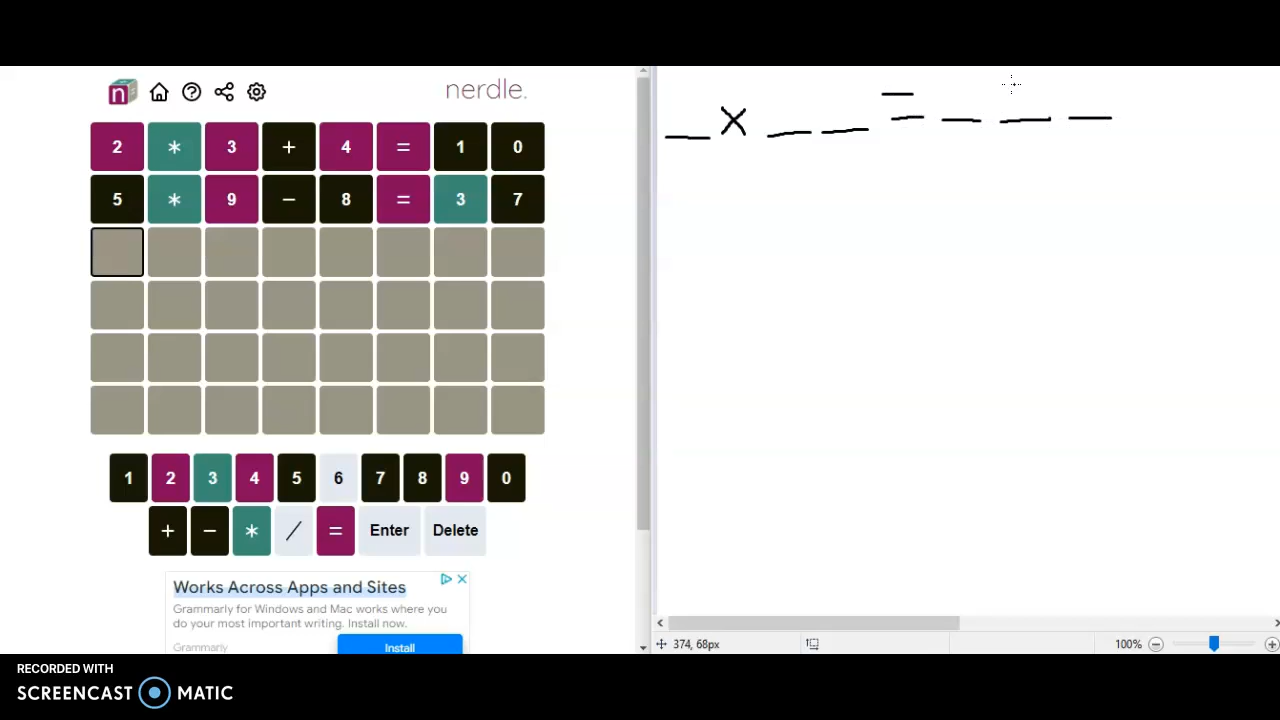 n nerdle.
2 * 3 + 4 = 1 0
5 * 9 − 8 = 3 7
_ X _ _ = _ _ _
1 2 3 4 5 6 7 8 9 0
+ - * / = Enter Delete
Works Across Apps and Sites
Grammarly for Windows and Mac works where you
do your most important writing. Install now.
Grammarly Install
374, 68px 100%
RECORDED WITH
SCREENCAST MATIC